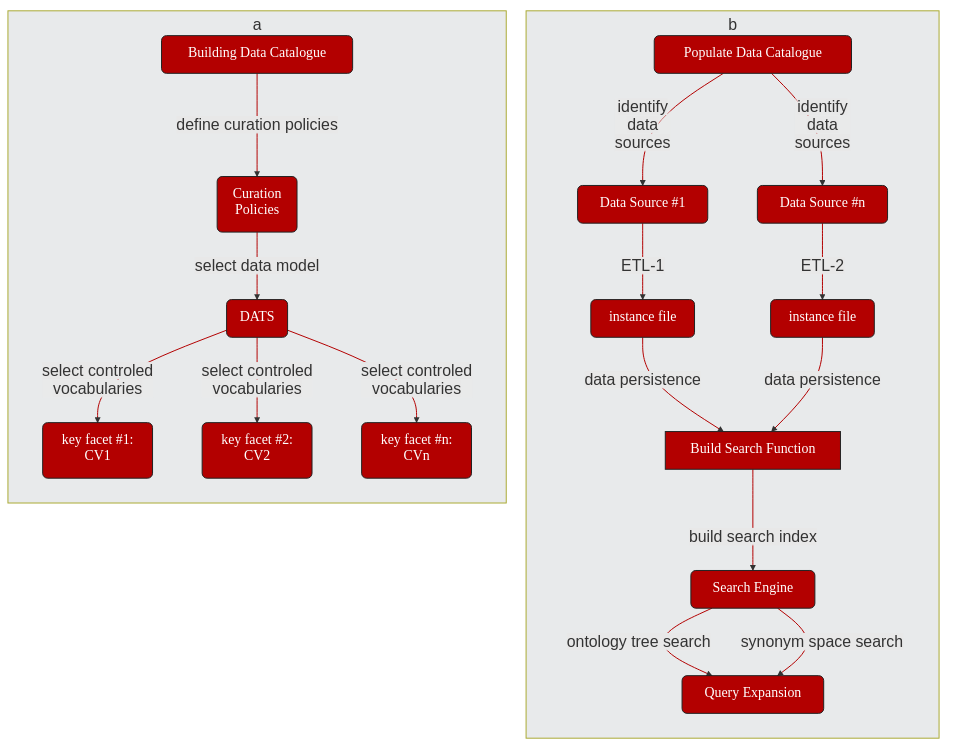 a
Building Data Catalogue
define curation policies
Curation
Policies
select data model
DATS
select controled
vocabularies
select controled
vocabularies
select controled
vocabularies
key facet #1:
CV1
key facet #2:
CV2
key facet #n:
CVn
b
Populate Data Catalogue
identify
data
sources
identify
data
sources
Data Source #1
Data Source #n
ETL-1
ETL-2
instance file
instance file
data persistence
data persistence
Build Search Function
build search index
Search Engine
ontology tree search
synonym space search
Query Expansion